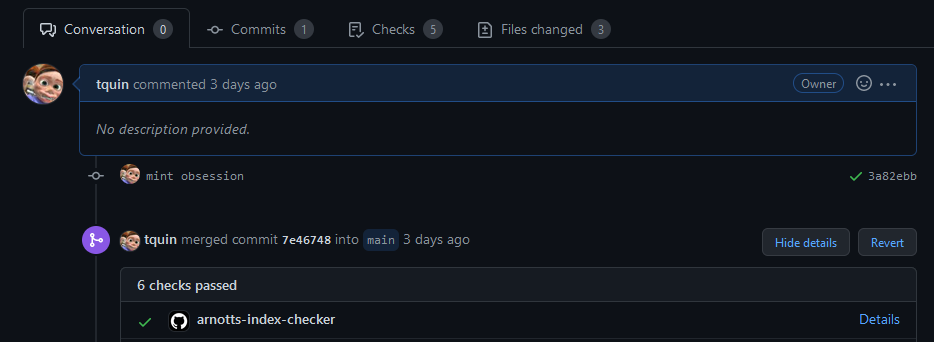 Conversation 0 Commits 1 Checks 5 Files changed 3
tquin commented 3 days ago Owner
No description provided.
mint obsession 3a82ebb
tquin merged commit 7e46748 into main 3 days ago Hide details Revert
6 checks passed
arnotts-index-checker Details